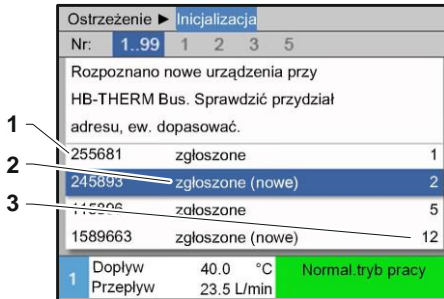 Ostrzeżenie ► Inicjalizacja
Nr: 1..99 1 2 3 5
Rozpoznano nowe urządzenia przy
HB-THERM Bus. Sprawdzić przydział
adresu, ew. dopasować.
1
255681 zgłoszone 1
2
245893 zgłoszone (nowe) 2
3
zgłoszone 5
1589663 zgłoszone (nowe) 12
1 Dopływ 40.0 °C Normal.tryb pracy
Przepływ 23.5 L/min